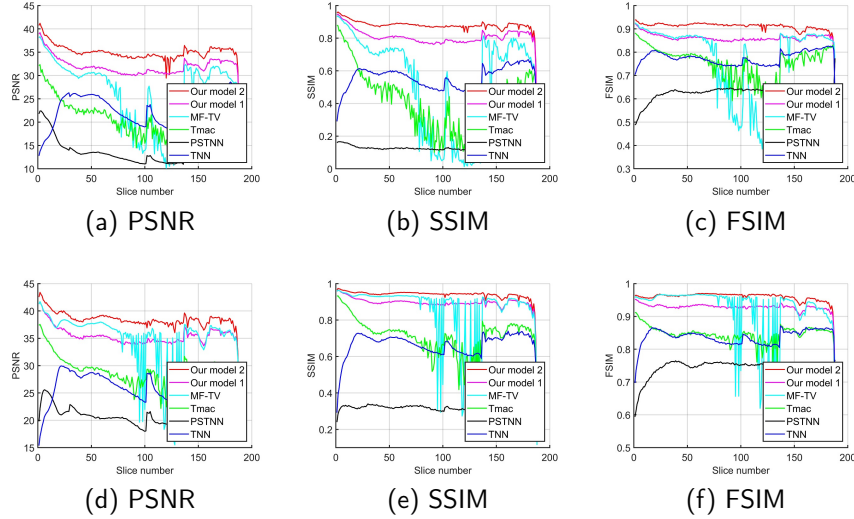 45
40
35
30
25
20
15
10
PSNR
0
50
100
150
200
Slice number
Our model 2
Our model 1
MF-TV
Tmac
PSTNN
TNN
(a) PSNR
1
0.8
0.6
0.4
0.2
0
SSIM
0
50
100
150
200
Slice number
Our model 2
Our model 1
MF-TV
Tmac
PSTNN
TNN
(b) SSIM
1
0.9
0.8
0.7
0.6
0.5
0.4
0.3
FSIM
0
50
100
150
200
Slice number
Our model 2
Our model 1
MF-TV
Tmac
PSTNN
TNN
(c) FSIM
45
40
35
30
25
20
15
PSNR
0
50
100
150
200
Slice number
Our model 2
Our model 1
MF-TV
Tmac
PSTNN
TNN
(d) PSNR
1
0.8
0.6
0.4
0.2
SSIM
0
50
100
150
200
Slice number
Our model 2
Our model 1
MF-TV
Tmac
PSTNN
TNN
(e) SSIM
1
0.9
0.8
0.7
0.6
0.5
FSIM
0
50
100
150
200
Slice number
Our model 2
Our model 1
MF-TV
Tmac
PSTNN
TNN
(f) FSIM